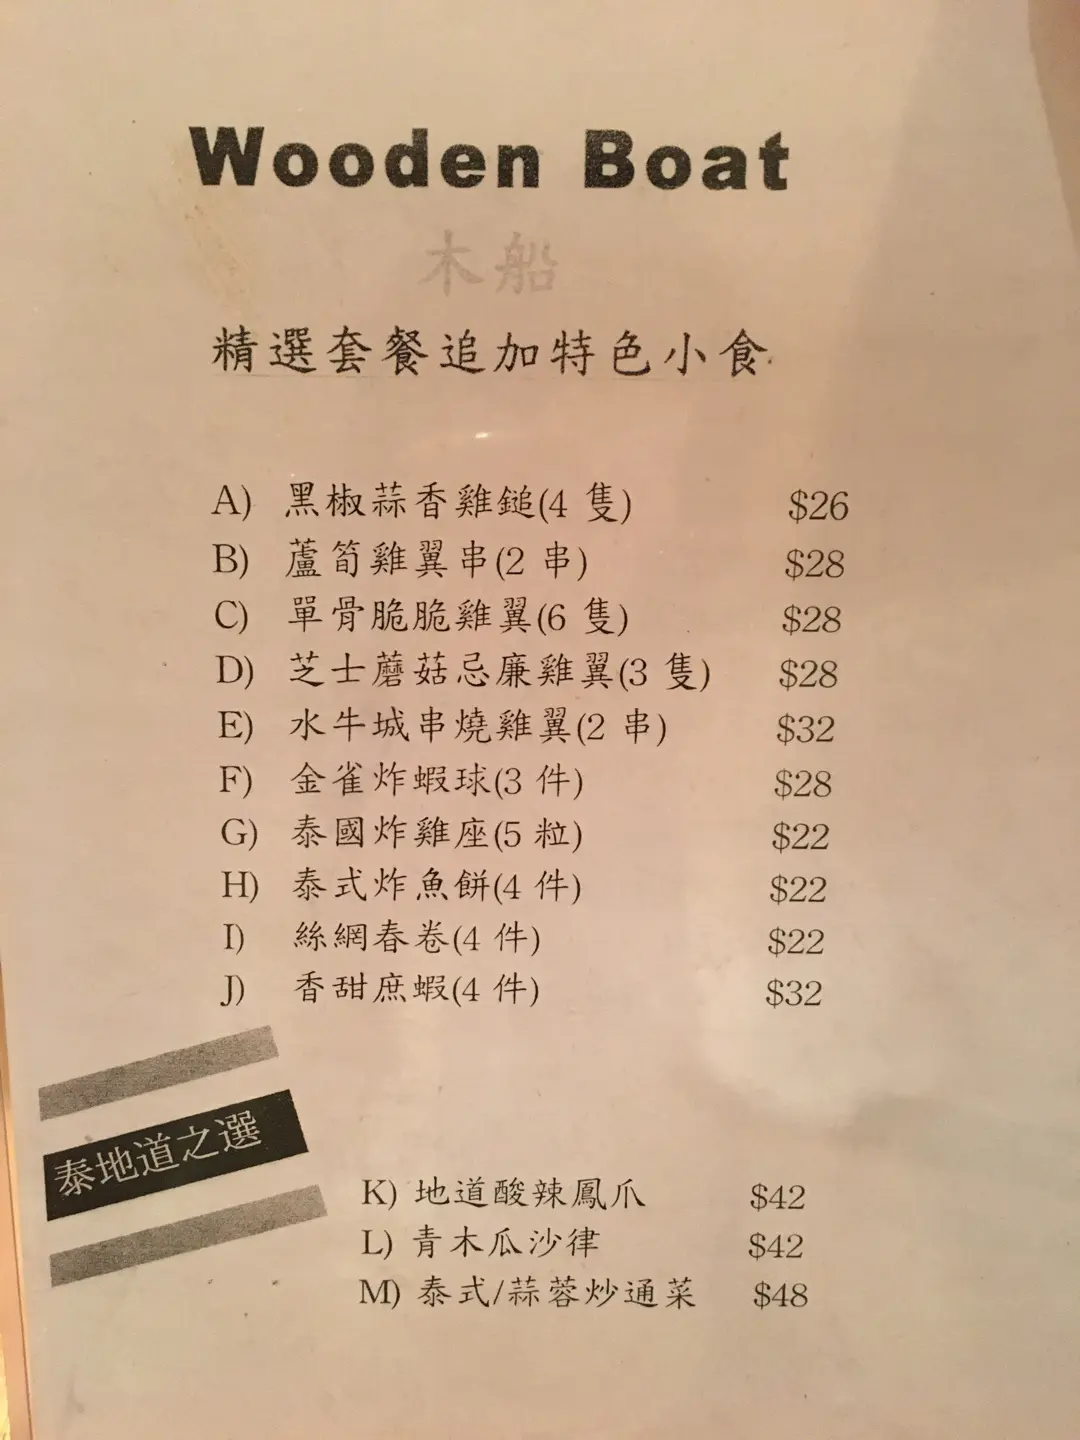 Wooden Boat
木船
精選套餐追加特色小食
A) 黑椒蒜香雞鎚(4 隻) $26
B) 蘆筍雞翼串(2 串) $28
C) 單骨脆脆雞翼(6 隻) $28
D) 芝士蘑菇忌廉雞翼(3 隻) $28
E) 水牛城串燒雞翼(2 串) $32
F) 金雀炸蝦球(3 件) $28
G) 泰國炸雞座(5 粒) $22
H) 泰式炸魚餅(4 件) $22
I) 絲網春卷(4 件) $22
J) 香甜庶蝦(4 件) $32
泰地道之選
K) 地道酸辣鳳爪 $42
L) 青木瓜沙律 $42
M) 泰式/蒜蓉炒通菜 $48